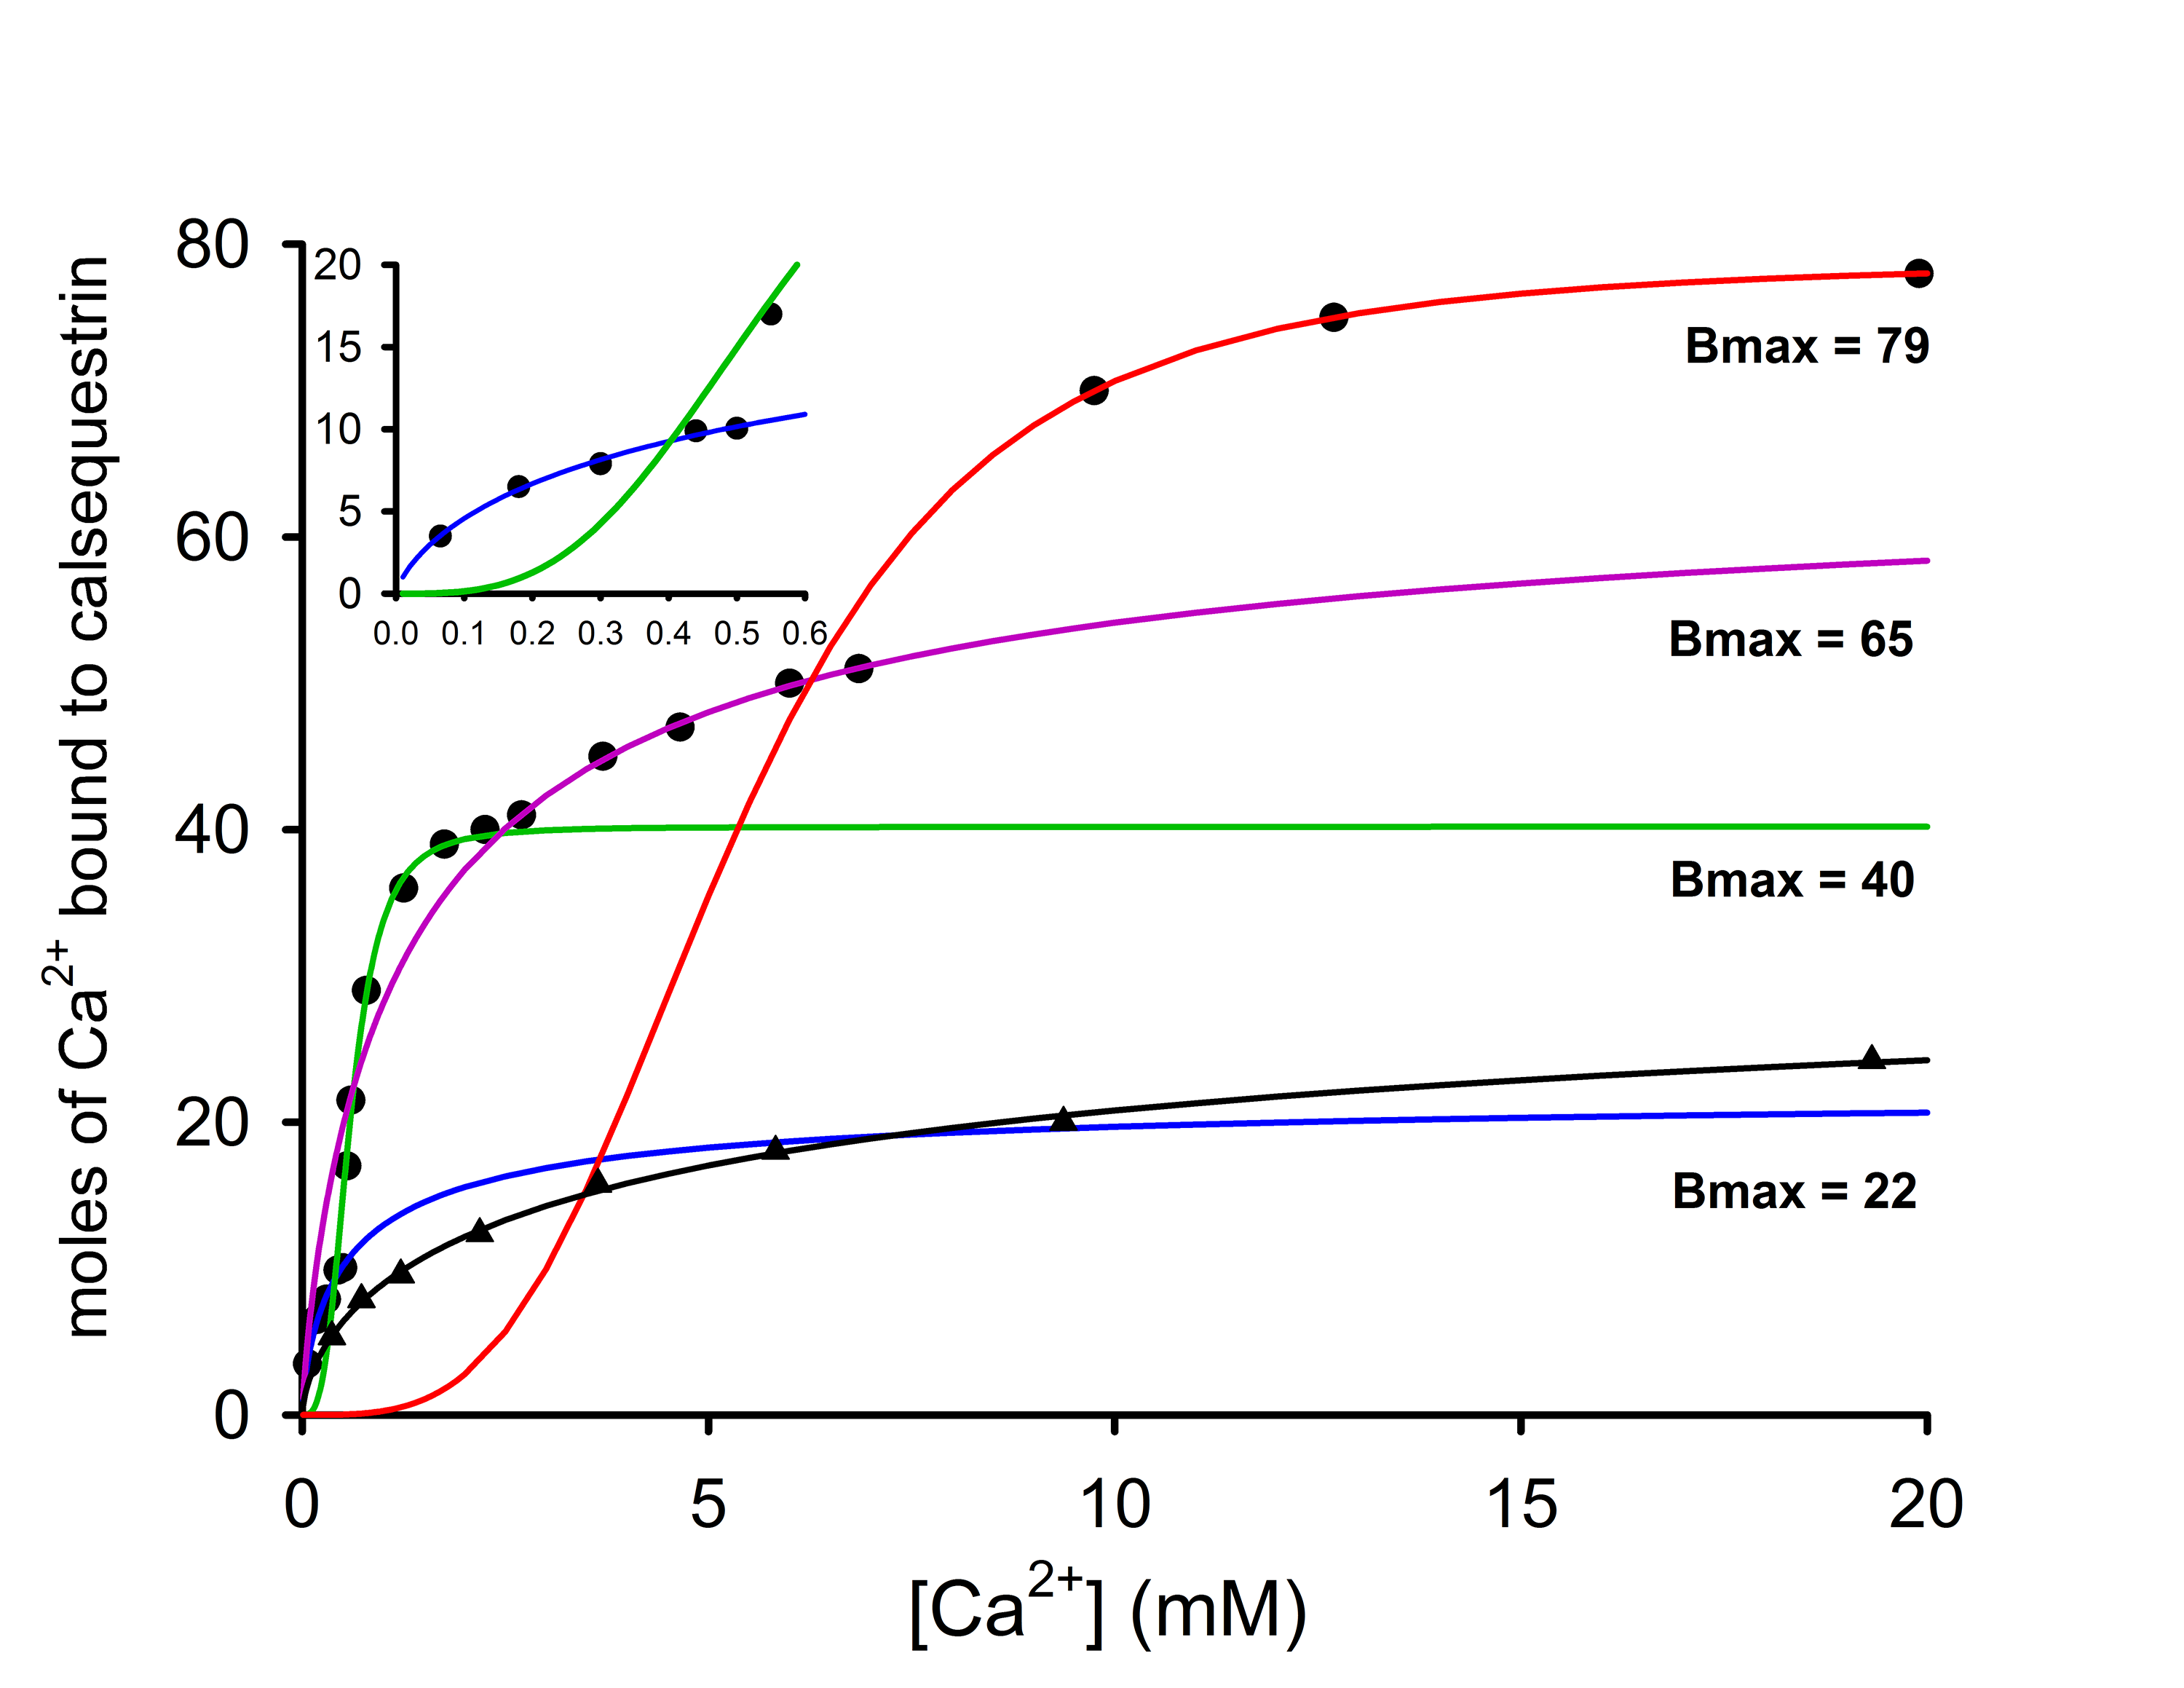 moles of Ca²⁺ bound to calsequestrin
80
60
40
20
0
20
15
10
5
0
0.0 0.1 0.2 0.3 0.4 0.5 0.6
Bmax = 79
Bmax = 65
Bmax = 40
Bmax = 22
0 5 10 15 20
[Ca²⁺] (mM)